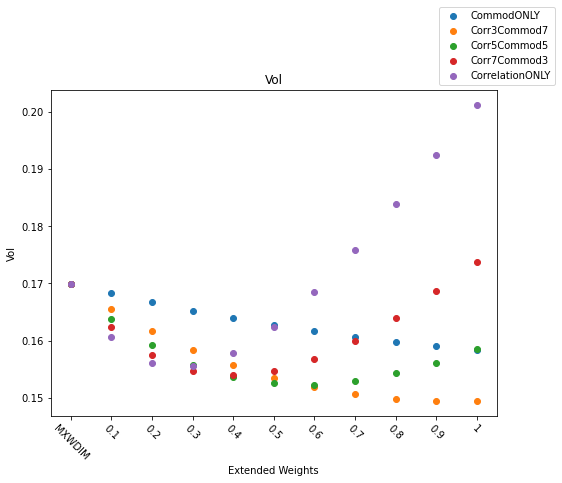 CommodONLY
Corr3Commod7
Corr5Commod5
Corr7Commod3
CorrelationONLY
Vol
0.20
0.19
0.18
0.17
0.16
0.15
Vol
MXWDIM
0.1
0.2
0.3
0.4
0.5
0.6
0.7
0.8
0.9
1
Extended Weights